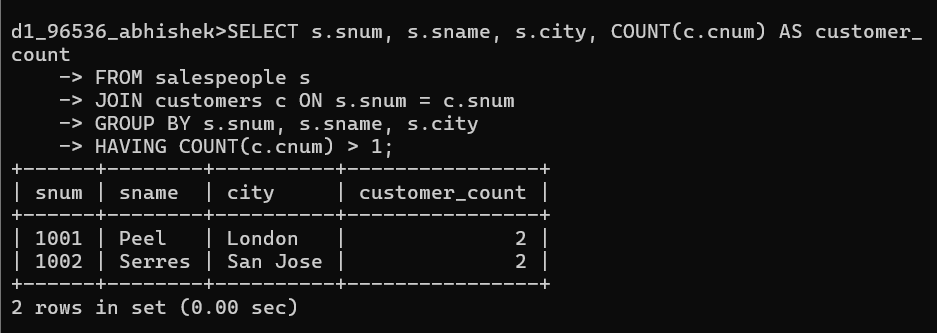 d1_96536_abhishek>SELECT s.snum, s.sname, s.city, COUNT(c.cnum) AS customer_
count
    -> FROM salespeople s
    -> JOIN customers c ON s.snum = c.snum
    -> GROUP BY s.snum, s.sname, s.city
    -> HAVING COUNT(c.cnum) > 1;
+------+--------+----------+----------------+
| snum | sname  | city     | customer_count |
+------+--------+----------+----------------+
| 1001 | Peel   | London   |              2 |
| 1002 | Serres | San Jose |              2 |
+------+--------+----------+----------------+
2 rows in set (0.00 sec)